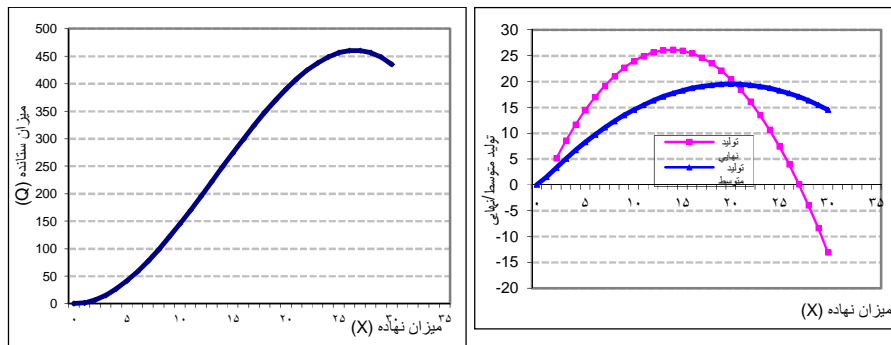 500
450
400
350
300
250
200
150
100
50
0
۰ ۵ ۱۰ ۱۵ ۲۰ ۲۵ ۳۰ ۳۵
میزان ستانده (Q)
میزان نهاده (X)
30
25
20
15
10
5
0
-5
-10
-15
-20
۰ ۵ ۱۰ ۱۵ ۲۰ ۲۵ ۳۰ ۳۵
تولید متوسط/نهایی
تولید
نهایی
تولید
متوسط
میزان نهاده (X)